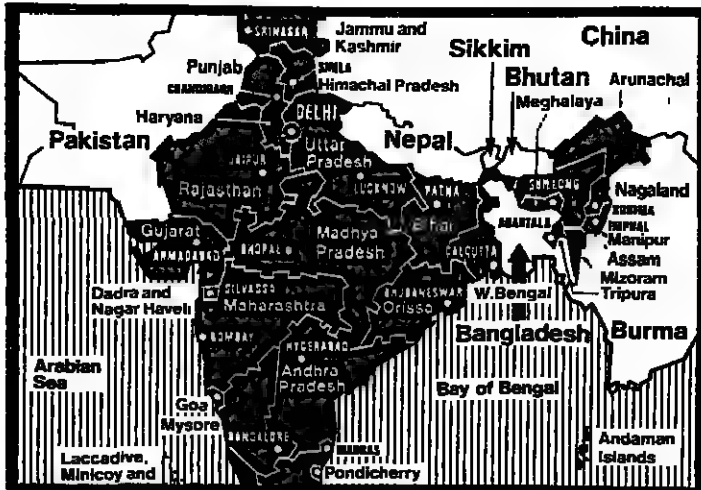 SRINAGAR
Jammu and
Kashmir
Sikkim
China
Punjab
SIMLA
CHANDIGARH
Himachal Pradesh
Bhutan
Arunachal
Meghalaya
Haryana
DELHI
Pakistan
Nepal
Uttar
Pradesh
JAIPUR
Rajasthan
LUCKNOW
PATNA
Nagaland
KOHIMA
IMPHAL
AGARTALA
Manipur
Gujarat
BHOPAL
Madhya
Pradesh
CALCUTTA
Assam
AHMADABAD
Mizoram
Dadra and
Nagar Haveli
SILVASSA
Maharashtra
BHUBANESWAR
Orissa
W.Bengal
Tripura
BOMBAY
HYDERABAD
Bangladesh
Burma
Arabian
Sea
Andhra
Pradesh
Bay of Bengal
Goa
Mysore
BANGALORE
MADRAS
Andaman
Islands
Laccadive,
Minicoy and
Pondicherry